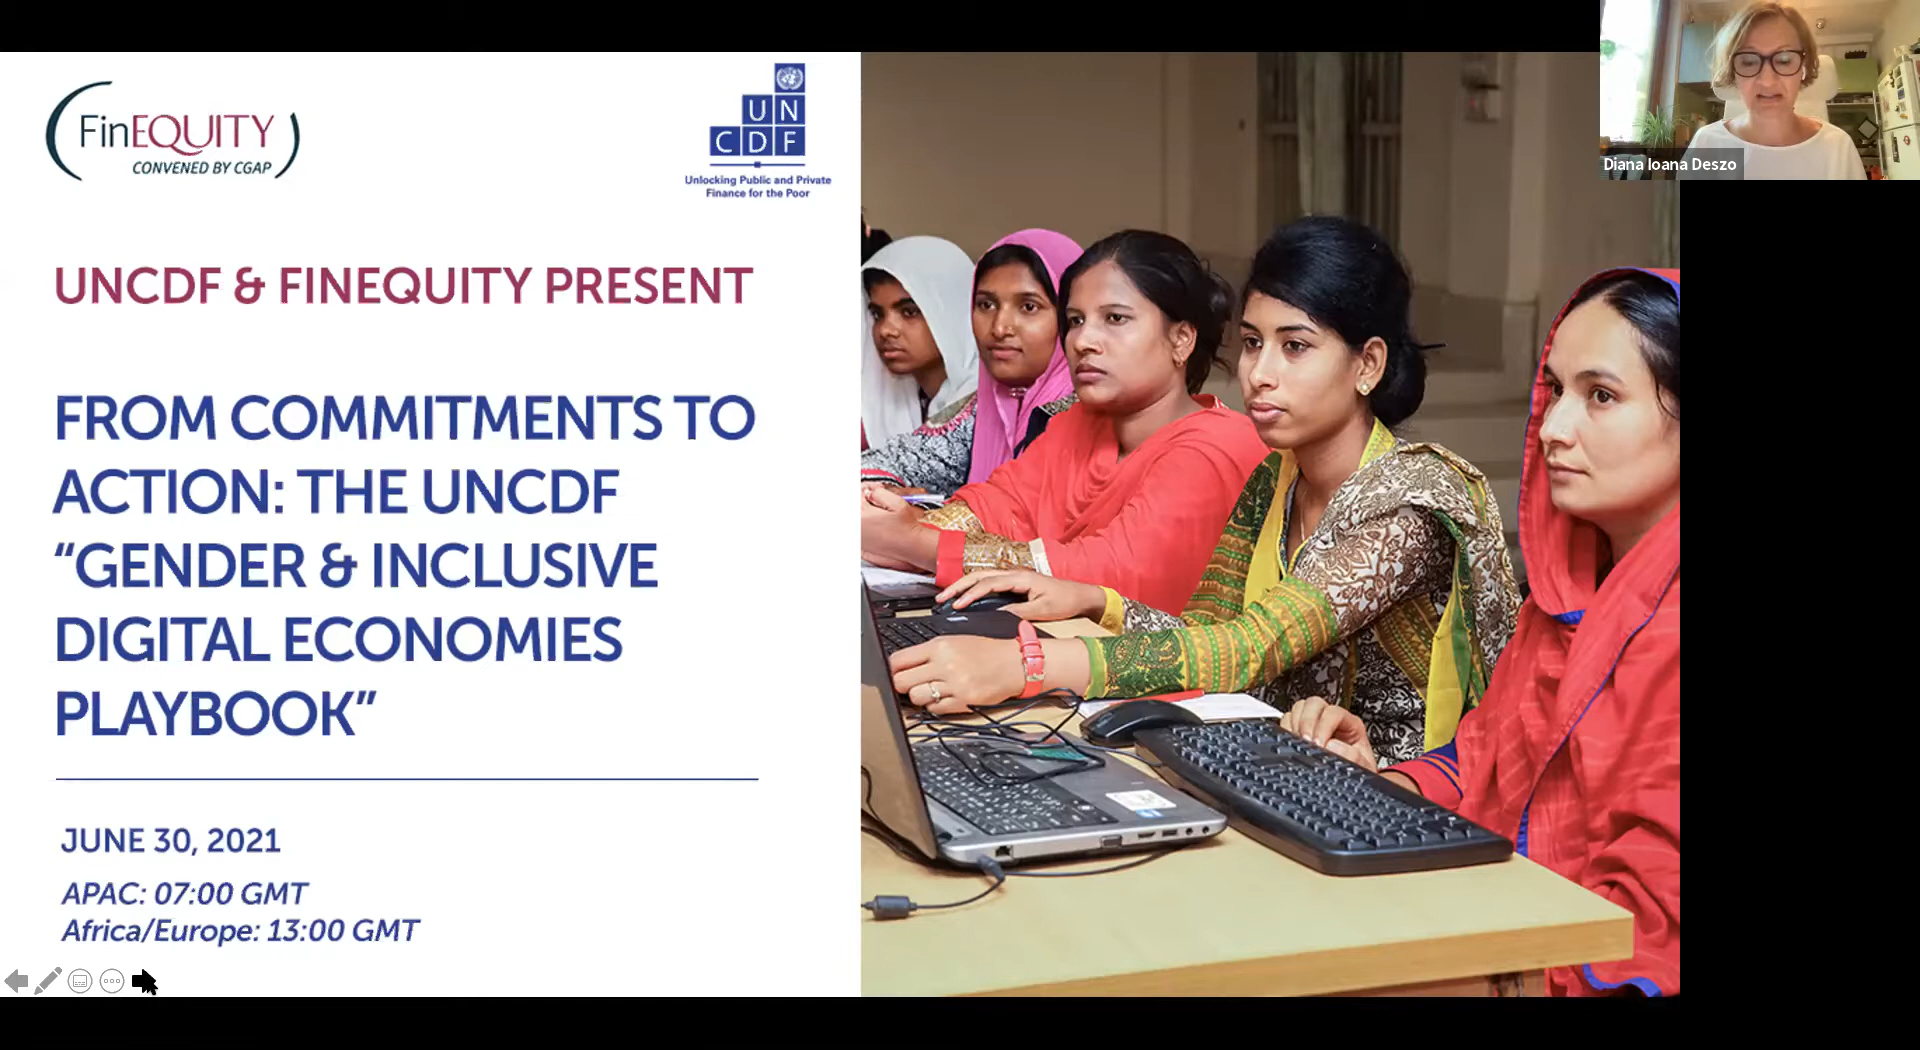 FinEQUITY
CONVENED BY CGAP
UN
CDF
Unlocking Public and Private
Finance for the Poor
Diana Ioana Deszo
UNCDF & FINEQUITY PRESENT
FROM COMMITMENTS TO
ACTION: THE UNCDF
“GENDER & INCLUSIVE
DIGITAL ECONOMIES
PLAYBOOK”
JUNE 30, 2021
APAC: 07:00 GMT
Africa/Europe: 13:00 GMT